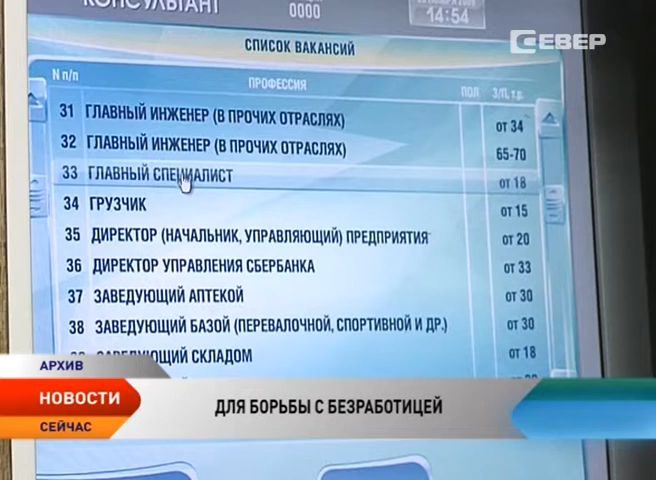 КОНСУЛЬТАНТ
0000
14:54
СЕВЕР
СПИСОК ВАКАНСИЙ
N п/п ПРОФЕССИЯ ПОЛ З/П, т.р.
31 ГЛАВНЫЙ ИНЖЕНЕР (В ПРОЧИХ ОТРАСЛЯХ) от 34
32 ГЛАВНЫЙ ИНЖЕНЕР (В ПРОЧИХ ОТРАСЛЯХ) 65-70
33 ГЛАВНЫЙ СПЕЦИАЛИСТ от 18
34 ГРУЗЧИК от 15
35 ДИРЕКТОР (НАЧАЛЬНИК, УПРАВЛЯЮЩИЙ) ПРЕДПРИЯТИЯ от 20
36 ДИРЕКТОР УПРАВЛЕНИЯ СБЕРБАНКА от 33
37 ЗАВЕДУЮЩИЙ АПТЕКОЙ от 30
38 ЗАВЕДУЮЩИЙ БАЗОЙ (ПЕРЕВАЛОЧНОЙ, СПОРТИВНОЙ И ДР.) от 30
ЗАВЕДУЮЩИЙ СКЛАДОМ от 18
АРХИВ
НОВОСТИ
СЕЙЧАС
ДЛЯ БОРЬБЫ С БЕЗРАБОТИЦЕЙ